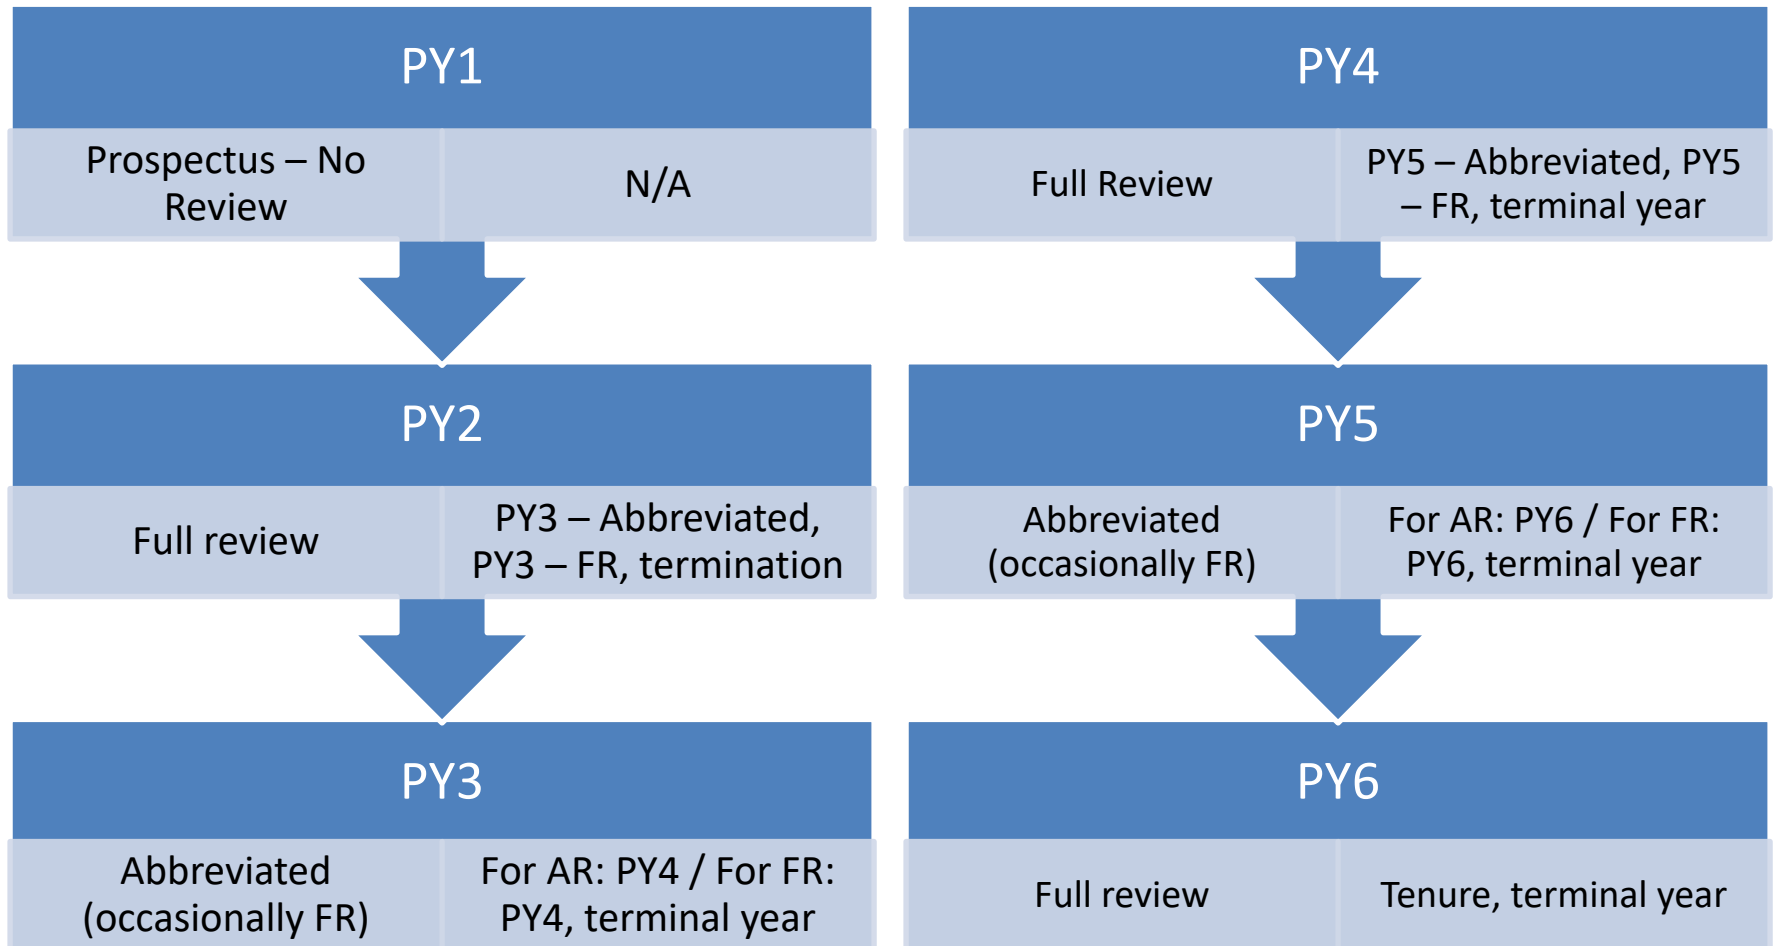 PY1
Prospectus – No
Review
N/A
PY2
Full review
PY3 – Abbreviated,
PY3 – FR, termination
PY3
Abbreviated
(occasionally FR)
For AR: PY4 / For FR:
PY4, terminal year
PY4
Full Review
PY5 – Abbreviated, PY5
– FR, terminal year
PY5
Abbreviated
(occasionally FR)
For AR: PY6 / For FR:
PY6, terminal year
PY6
Full review
Tenure, terminal year